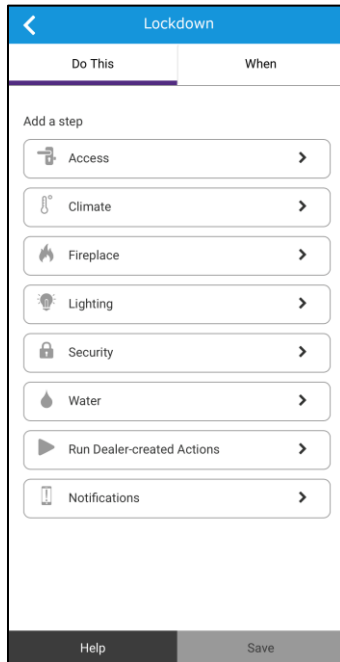 Lockdown
Do This
When
Add a step
Access
Climate
Fireplace
Lighting
Security
Water
Run Dealer-created Actions
Notifications
Help
Save